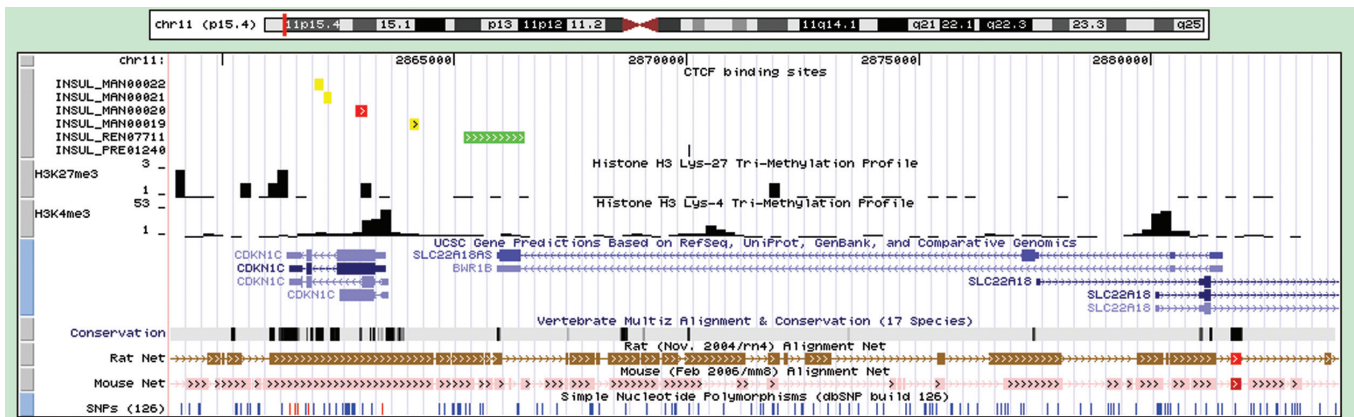 chr11 (p15.4) 11p15.4 15.1 p13 11p12 11.2 11q14.1 q21 22.1 q22.3 23.3 q25
chr11: 2865000 2870000 2875000 2880000
CTCF binding sites
INSUL_MAN00022
INSUL_MAN00021
INSUL_MAN00020
INSUL_MAN00019
INSUL_REN07711
INSUL_PRE01240
Histone H3 Lys-27 Tri-Methylation Profile
3
H3K27me3
1
Histone H3 Lys-4 Tri-Methylation Profile
53
H3K4me3
1
UCSC Gene Predictions Based on RefSeq, UniProt, GenBank, and Comparative Genomics
CDKN1C SLC22A18AS
CDKN1C BWR1B
CDKN1C SLC22A18
CDKN1C SLC22A18
SLC22A18
Vertebrate Multiz Alignment & Conservation (17 Species)
Conservation
Rat (Nov. 2004/rn4) Alignment Net
Rat Net
Mouse (Feb 2006/mm8) Alignment Net
Mouse Net
Simple Nucleotide Polymorphisms (dbSNP build 126)
SNPs (126)